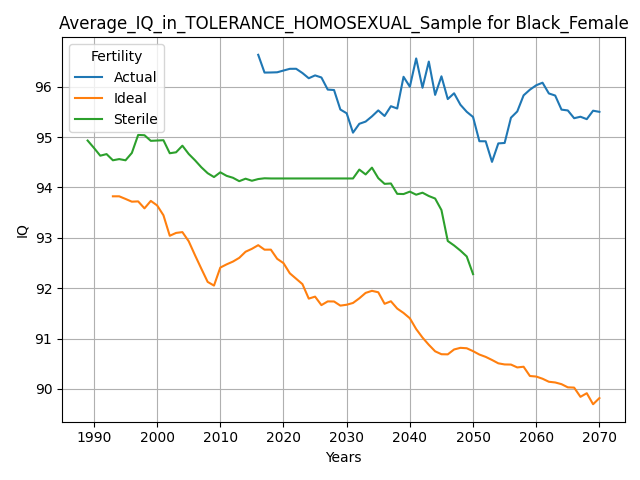 Average_IQ_in_TOLERANCE_HOMOSEXUAL_Sample for Black_Female
Fertility
Actual
Ideal
Sterile
96
95
94
93
92
91
90
IQ
1990 2000 2010 2020 2030 2040 2050 2060 2070
Years